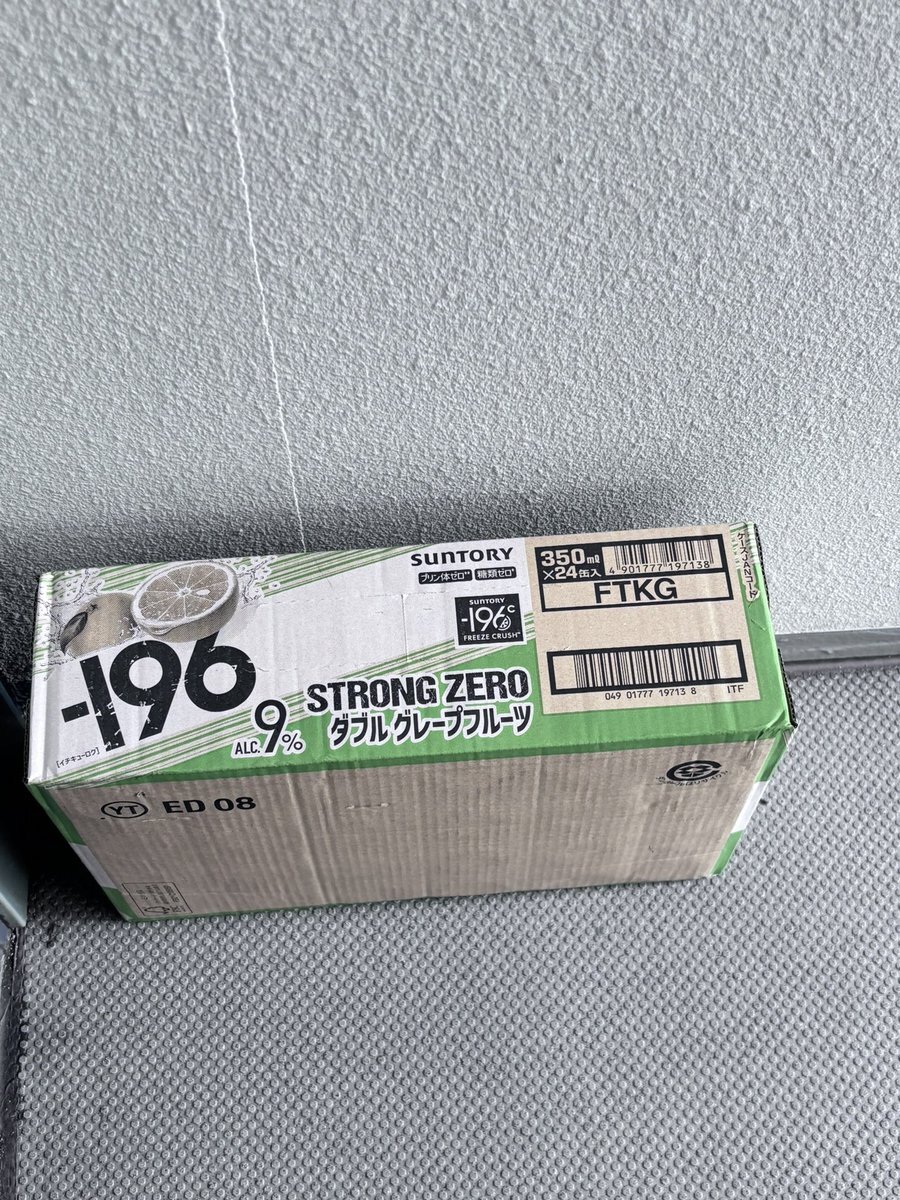 SUNTORY
プリン体ゼロ** 糖類ゼロ*
SUNTORY
-196℃
FREEZE CRUSH™
-196
[イチキューロク]
ALC.9%
STRONG ZERO
ダブルグレープフルーツ
350ml
×24缶入
4 901777 197138
FTKG
049 01777 19713 8 ITF
ケースJANコード
YT ED 08